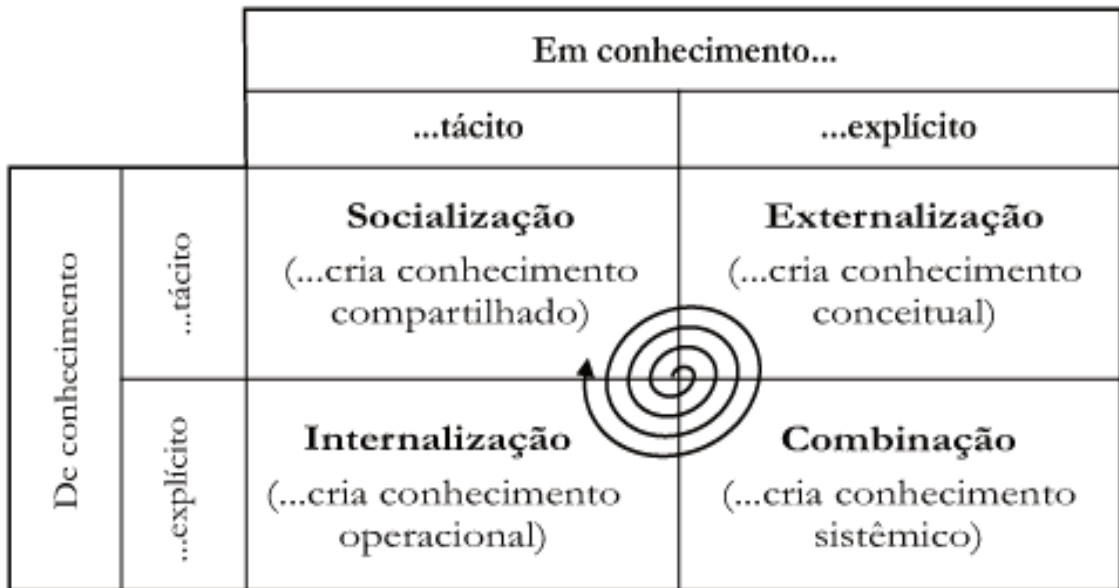 Em conhecimento...
...tácito
...explícito
De conhecimento
...tácito
Socialização
(...cria conhecimento
compartilhado)
Externalização
(...cria conhecimento
conceitual)
...explícito
Internalização
(...cria conhecimento
operacional)
Combinação
(...cria conhecimento
sistêmico)